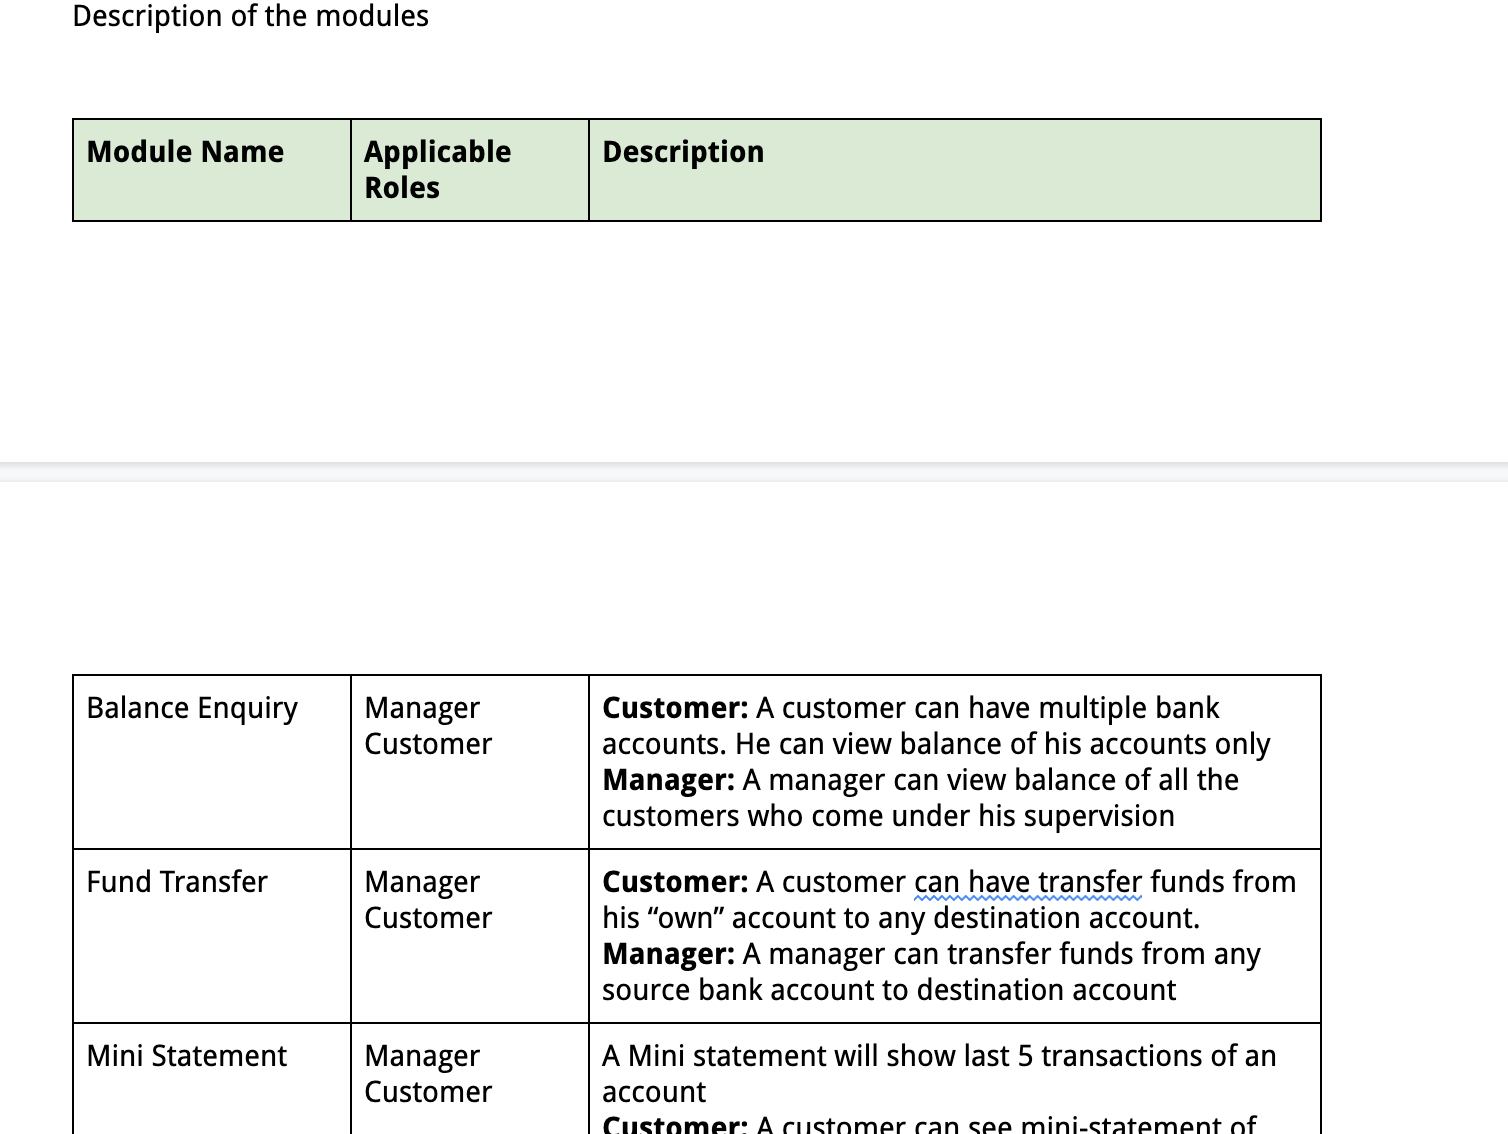 Description of the modules
Module Name
Applicable
Roles
Description
Balance Enquiry
Manager
Customer
Customer: A customer can have multiple bank
accounts. He can view balance of his accounts only
Manager: A manager can view balance of all the
customers who come under his supervision
Fund Transfer
Manager
Customer
Customer: A customer can have transfer funds from
his “own” account to any destination account.
Manager: A manager can transfer funds from any
source bank account to destination account
Mini Statement
Manager
Customer
A Mini statement will show last 5 transactions of an
account
Customer: A customer can see mini-statement of